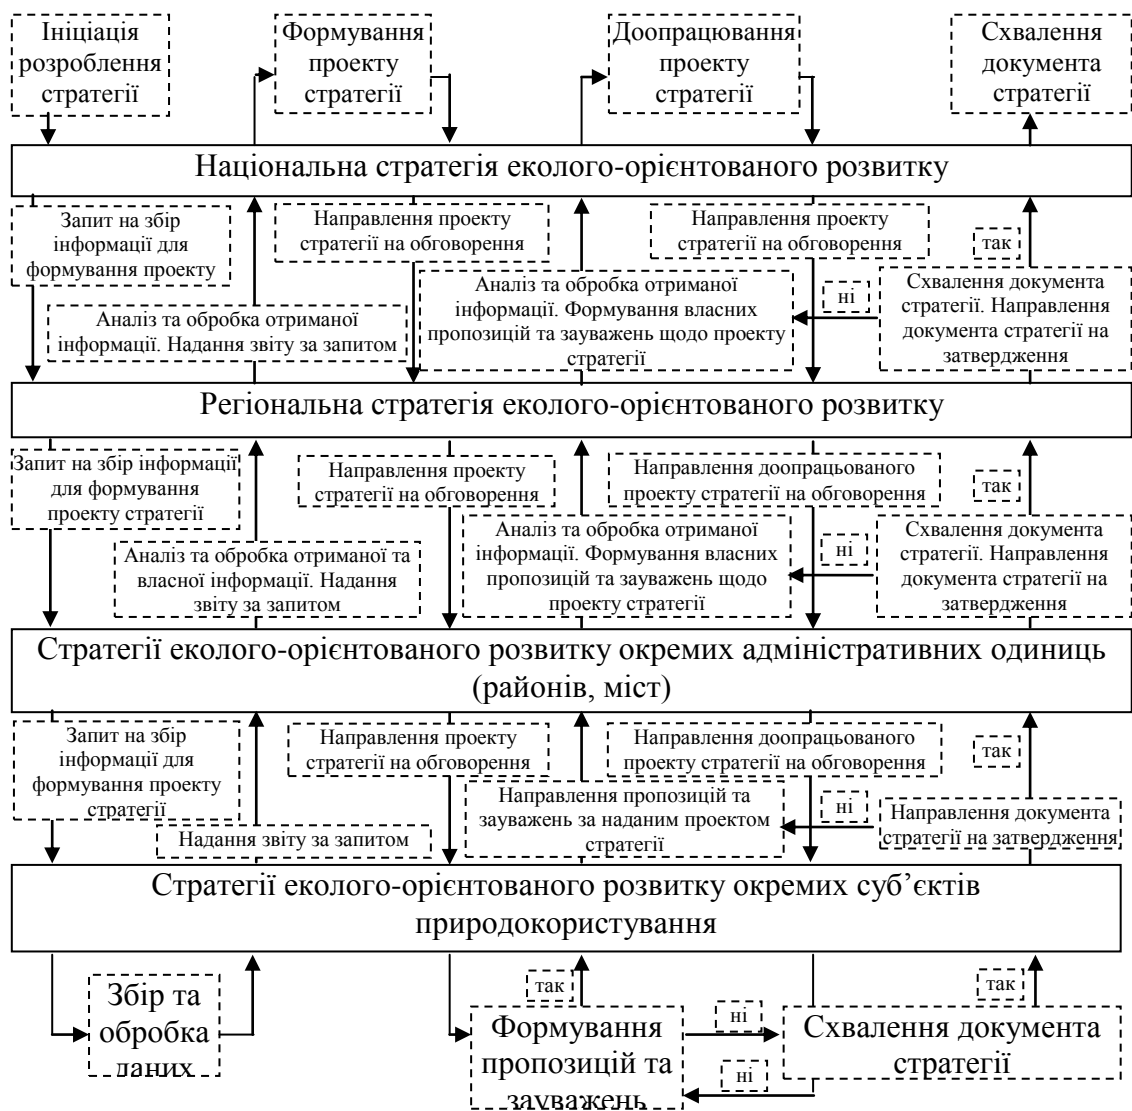 Ініціація
розроблення
стратегії
Формування
проекту
стратегії
Доопрацювання
проекту
стратегії
Схвалення
документа
стратегії
Національна стратегія еколого-орієнтованого розвитку
Запит на збір
інформації для
формування проекту
Направлення проекту
стратегії на обговорення
Направлення проекту
стратегії на обговорення
так
Аналіз та обробка отриманої
інформації. Надання звіту за запитом
Аналіз та обробка отриманої
інформації. Формування власних
пропозицій та зауважень щодо проекту
стратегії
ні
Схвалення документа
стратегії. Направлення
документа стратегії на
затвердження
Регіональна стратегія еколого-орієнтованого розвитку
Запит на збір інформації
для формування
проекту стратегії
Направлення проекту
стратегії на обговорення
Направлення доопрацьованого
проекту стратегії на обговорення
так
Аналіз та обробка отриманої та
власної інформації. Надання
звіту за запитом
Аналіз та обробка отриманої
інформації. Формування власних
пропозицій та зауважень щодо
проекту стратегії
ні
Схвалення документа
стратегії. Направлення
документа стратегії на
затвердження
Стратегії еколого-орієнтованого розвитку окремих адміністративних одиниць
(районів, міст)
Запит на збір
інформації для
формування проекту
стратегії
Направлення проекту
стратегії на обговорення
Направлення доопрацьованого
проекту стратегії на обговорення
так
Надання звіту за запитом
Направлення пропозицій та
зауважень за наданим проектом
стратегії
ні
Направлення документа
стратегії на затвердження
Стратегії еколого-орієнтованого розвитку окремих суб’єктів
природокористування
Збір та
обробка
даних
так
Формування
пропозицій та
зауважень
ні
ні
так
Схвалення документа
стратегії